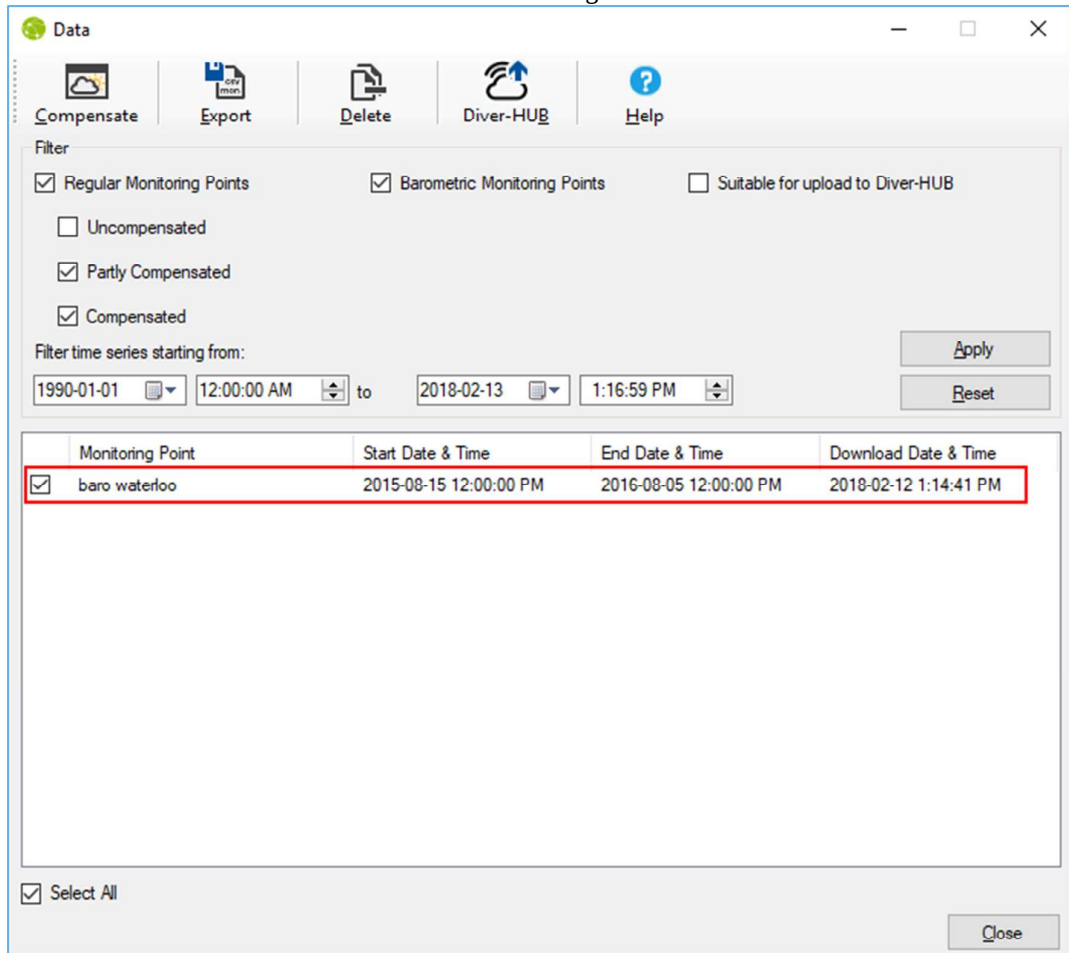 Data
Compensate Export Delete Diver-HUB Help
Filter
Regular Monitoring Points Barometric Monitoring Points Suitable for upload to Diver-HUB
Uncompensated
Partly Compensated
Compensated
Filter time series starting from:
Apply
1990-01-01 12:00:00 AM to 2018-02-13 1:16:59 PM Reset
Monitoring Point Start Date & Time End Date & Time Download Date & Time
baro waterloo 2015-08-15 12:00:00 PM 2016-08-05 12:00:00 PM 2018-02-12 1:14:41 PM
Select All
Close